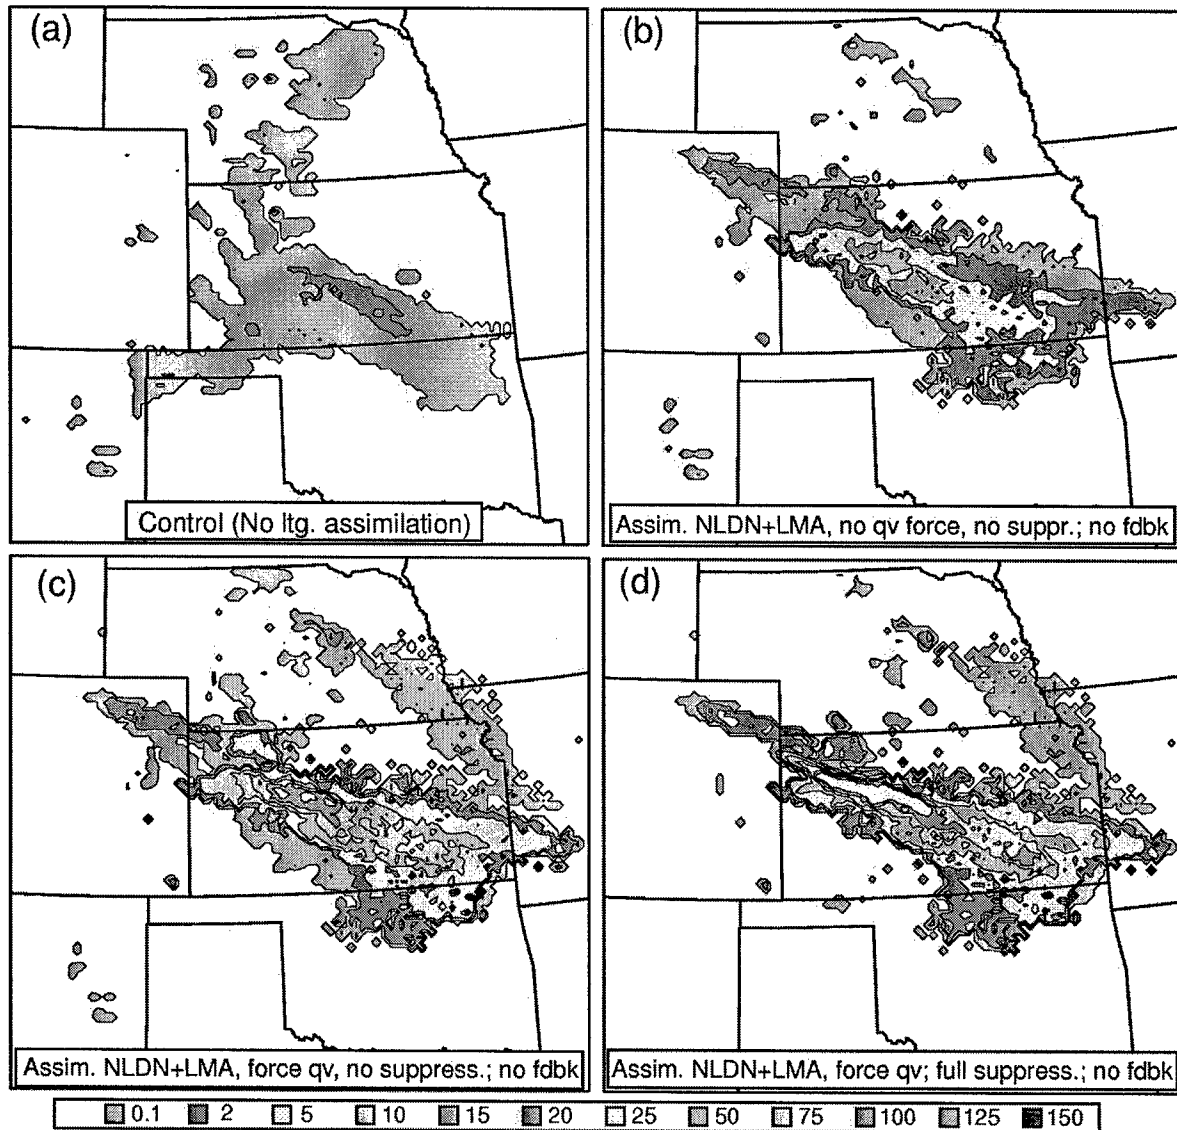 (a)
Control (No ltg. assimilation)
(b)
Assim. NLDN+LMA, no qv force, no suppr.; no fdbk
(c)
Assim. NLDN+LMA, force qv, no suppress.; no fdbk
(d)
Assim. NLDN+LMA, force qv; full suppress.; no fdbk
0.1 2 5 10 15 20 25 50 75 100 125 150